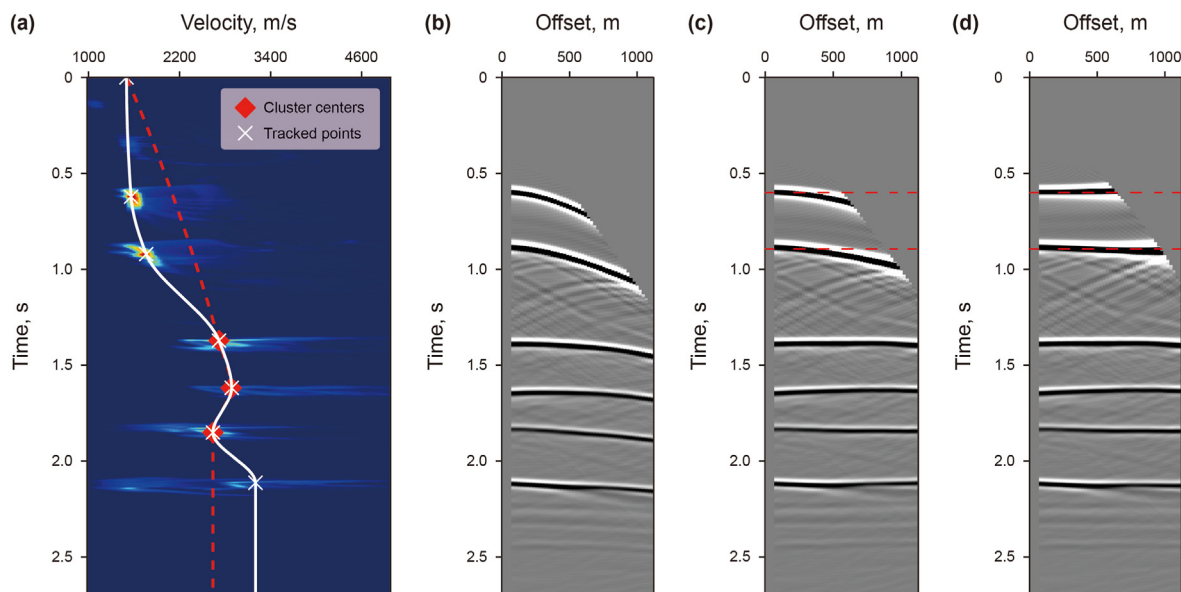 (a)
Velocity, m/s
1000 2200 3400 4600
0
0.5
1.0
1.5
2.0
2.5
Time, s
Cluster centers
Tracked points
(b)
Offset, m
0 500 1000
0
0.5
1.0
1.5
2.0
2.5
Time, s
(c)
Offset, m
0 500 1000
0
0.5
1.0
1.5
2.0
2.5
Time, s
(d)
Offset, m
0 500 1000
0
0.5
1.0
1.5
2.0
2.5
Time, s